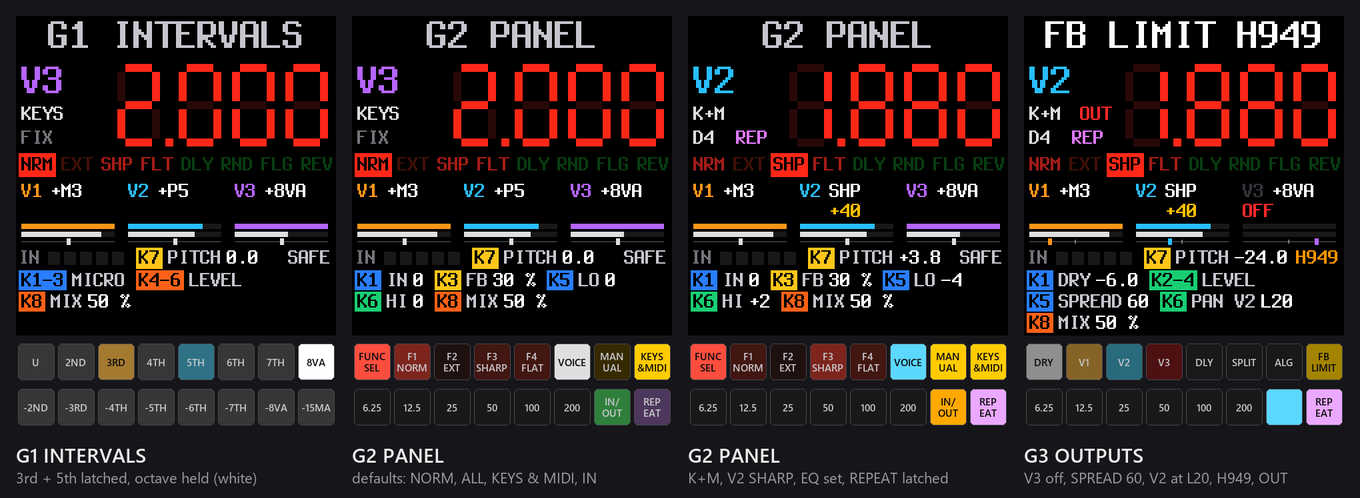 G1 INTERVALS
V3 2.000
KEYS
FIX
NRM EXT SHP FLT DLY RND FLG REV
V1 +M3 V2 +P5 V3 +8VA
IN K7 PITCH 0.0 SAFE
K1-3 MICRO K4-6 LEVEL
K8 MIX 50 %
U 2ND 3RD 4TH 5TH 6TH 7TH 8VA
-2ND -3RD -4TH -5TH -6TH -7TH -8VA -15MA
G1 INTERVALS
3rd + 5th latched, octave held (white)
G2 PANEL
V3 2.000
KEYS
FIX
NRM EXT SHP FLT DLY RND FLG REV
V1 +M3 V2 +P5 V3 +8VA
IN K7 PITCH 0.0 SAFE
K1 IN 0 K3 FB 30 % K5 LO 0
K6 HI 0 K8 MIX 50 %
FUNC SEL F1 NORM F2 EXT F3 SHARP F4 FLAT VOICE MAN UAL KEYS &MIDI
6.25 12.5 25 50 100 200 IN/ OUT REP EAT
G2 PANEL
defaults: NORM, ALL, KEYS & MIDI, IN
G2 PANEL
V2 1.880
K+M
D4 REP
NRM EXT SHP FLT DLY RND FLG REV
V1 +M3 V2 SHP V3 +8VA
+40
IN K7 PITCH +3.8 SAFE
K1 IN 0 K3 FB 30 % K5 LO -4
K6 HI +2 K8 MIX 50 %
FUNC SEL F1 NORM F2 EXT F3 SHARP F4 FLAT VOICE MAN UAL KEYS &MIDI
6.25 12.5 25 50 100 200 IN/ OUT REP EAT
G2 PANEL
K+M, V2 SHARP, EQ set, REPEAT latched
FB LIMIT H949
V2 1.880
K+M OUT
D4 REP
NRM EXT SHP FLT DLY RND FLG REV
V1 +M3 V2 SHP V3 +8VA
+40 OFF
IN K7 PITCH -24.0 H949
K1 DRY -6.0 K2-4 LEVEL
K5 SPREAD 60 K6 PAN V2 L20
K8 MIX 50 %
DRY V1 V2 V3 DLY SPLIT ALG FB LIMIT
6.25 12.5 25 50 100 200 REP EAT
G3 OUTPUTS
V3 off, SPREAD 60, V2 at L20, H949, OUT